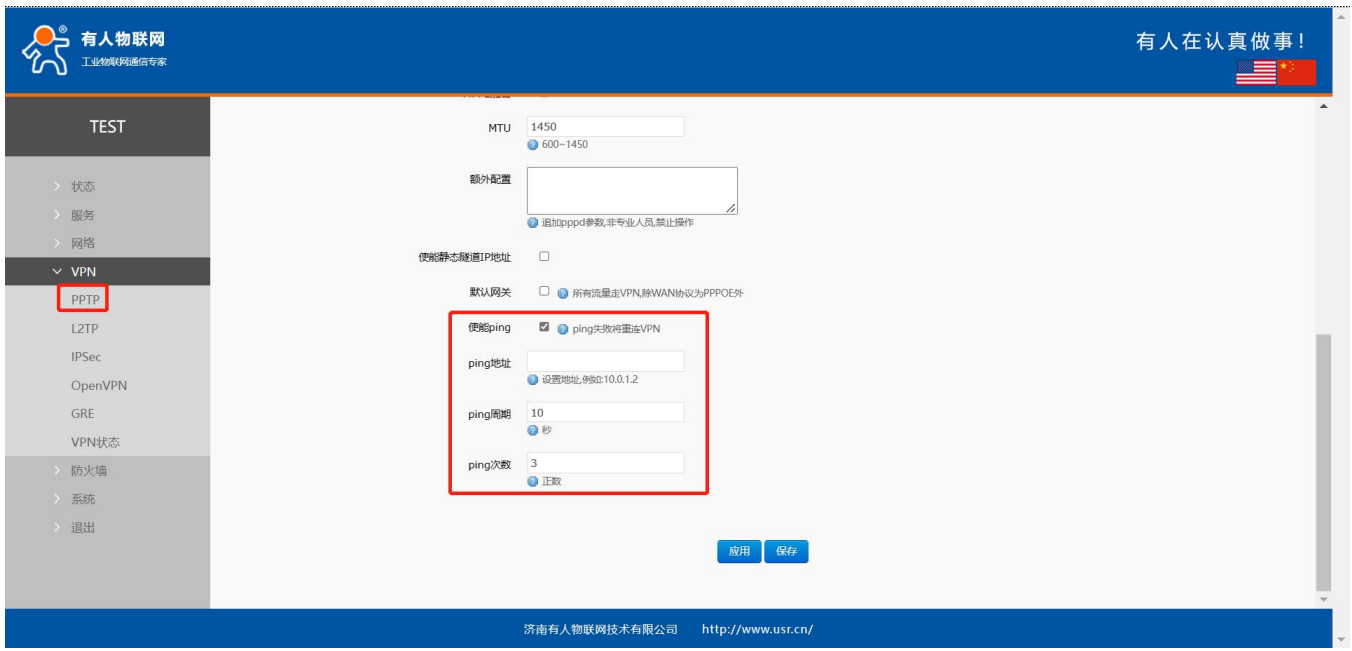 有人物联网
工业物联网通信专家
有人在认真做事！
TEST
状态
服务
网络
VPN
PPTP
L2TP
IPSec
OpenVPN
GRE
VPN状态
防火墙
系统
退出
MTU 1450
600~1450
额外配置
追加pppd参数,非专业人员,禁止操作
使能静态隧道IP地址
默认网关 所有流量走VPN,除WAN协议为PPPOE外
使能ping ping失败将重连VPN
ping地址
设置地址,例如:10.0.1.2
ping周期 10
秒
ping次数 3
正数
应用 保存
济南有人物联网技术有限公司 http://www.usr.cn/